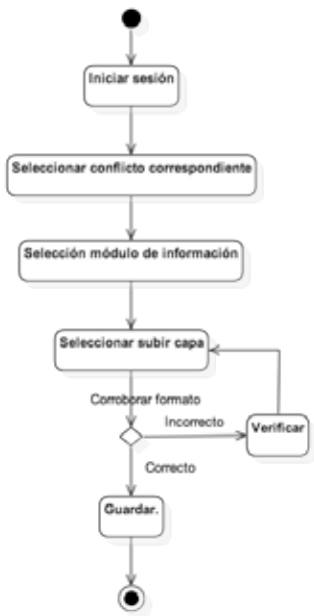 Iniciar sesión
Seleccionar conflicto correspondiente
Selección módulo de información
Seleccionar subir capa
Corroborar formato
Incorrecto
Verificar
Correcto
Guardar.